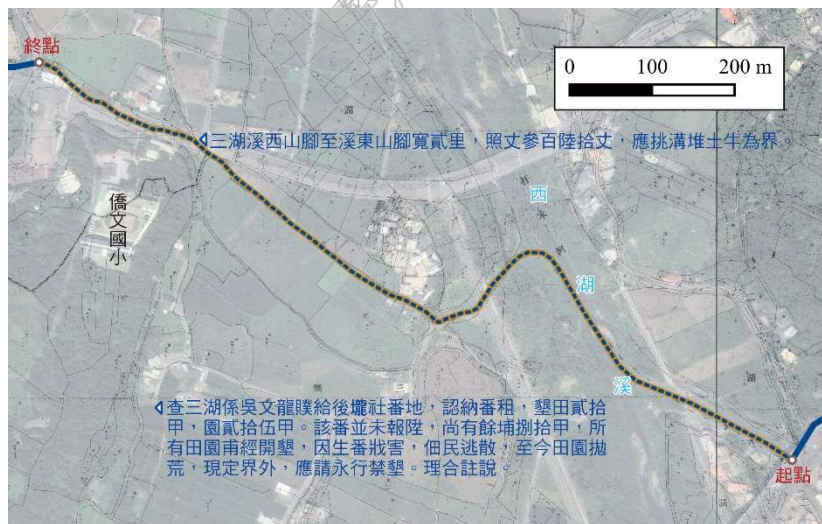 終點
0 100 200 m
三湖溪西山腳至溪東山腳寬貳里，照丈參百陸拾丈，應挑溝堆土牛為界。
僑文國小
西
湖
溪
查三湖係吳文龍贌給後壠社番地，認納番租，墾田貳拾
甲，園貳拾伍甲。該番並未報陞，尚有餘埔捌拾甲，所
有田園甫經開墾，因生番戕害，佃民逃散，至今田園拋
荒，現定界外，應請永行禁墾。理合註說。
起點